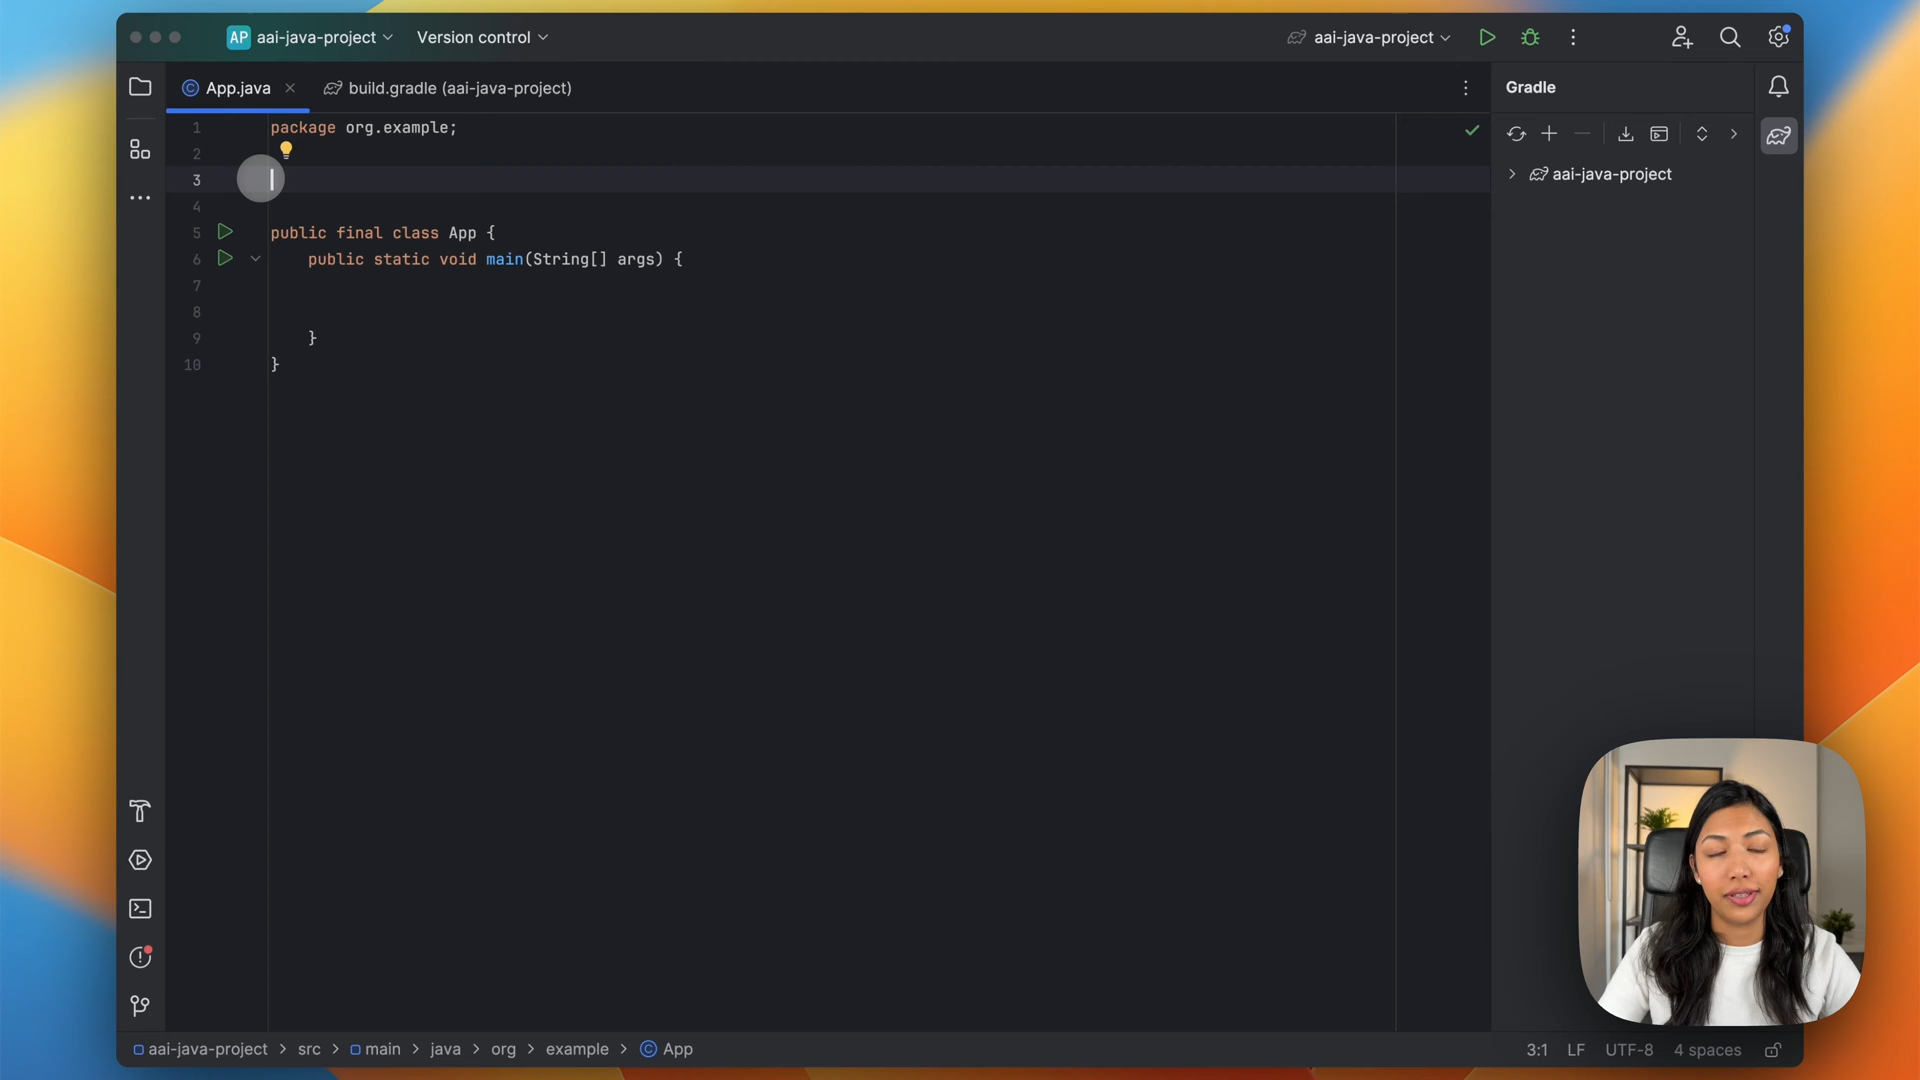 AP aai-java-project Version control aai-java-project
App.java build.gradle (aai-java-project) Gradle
1 package org.example;
2
3
4
5 public final class App {
6 public static void main(String[] args) {
7
8
9 }
10 }
aai-java-project
aai-java-project > src > main > java > org > example > App 3:1 LF UTF-8 4 spaces